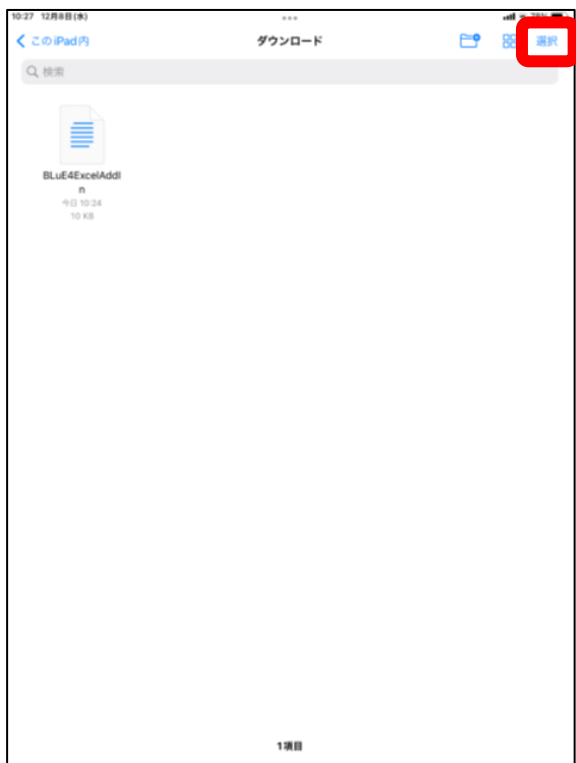 10:27 12月8日(水)
このiPad内
ダウンロード
選択
検索
BLuE4ExcelAddI
n
今日 10:24
10 KB
1項目